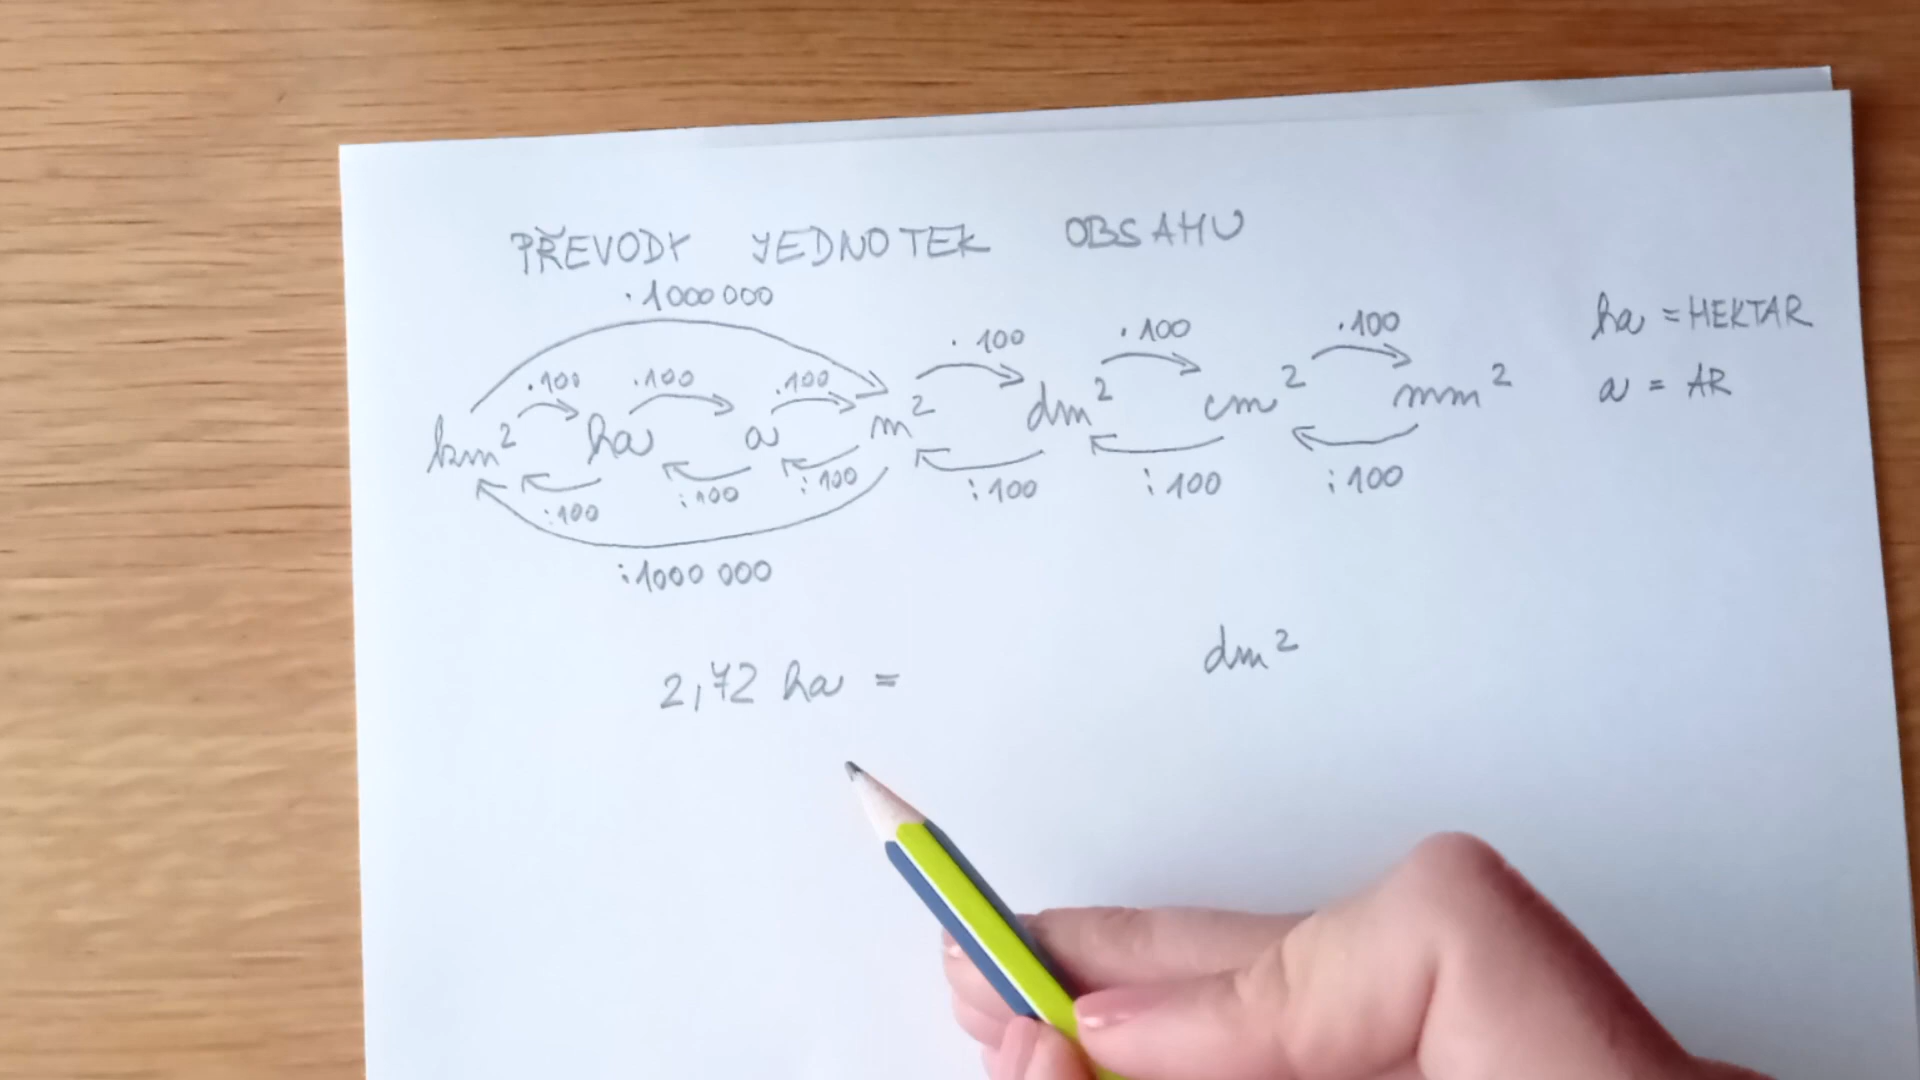 PŘEVODY JEDNOTEK OBSAHU
.1000 000
.100 .100 .100 .100 .100 .100
km² ha a m² dm² cm² mm²
:100 :100 :100 :100 :100 :100
:1000 000
ha = HEKTAR
a = AR
2,72 ha = dm²